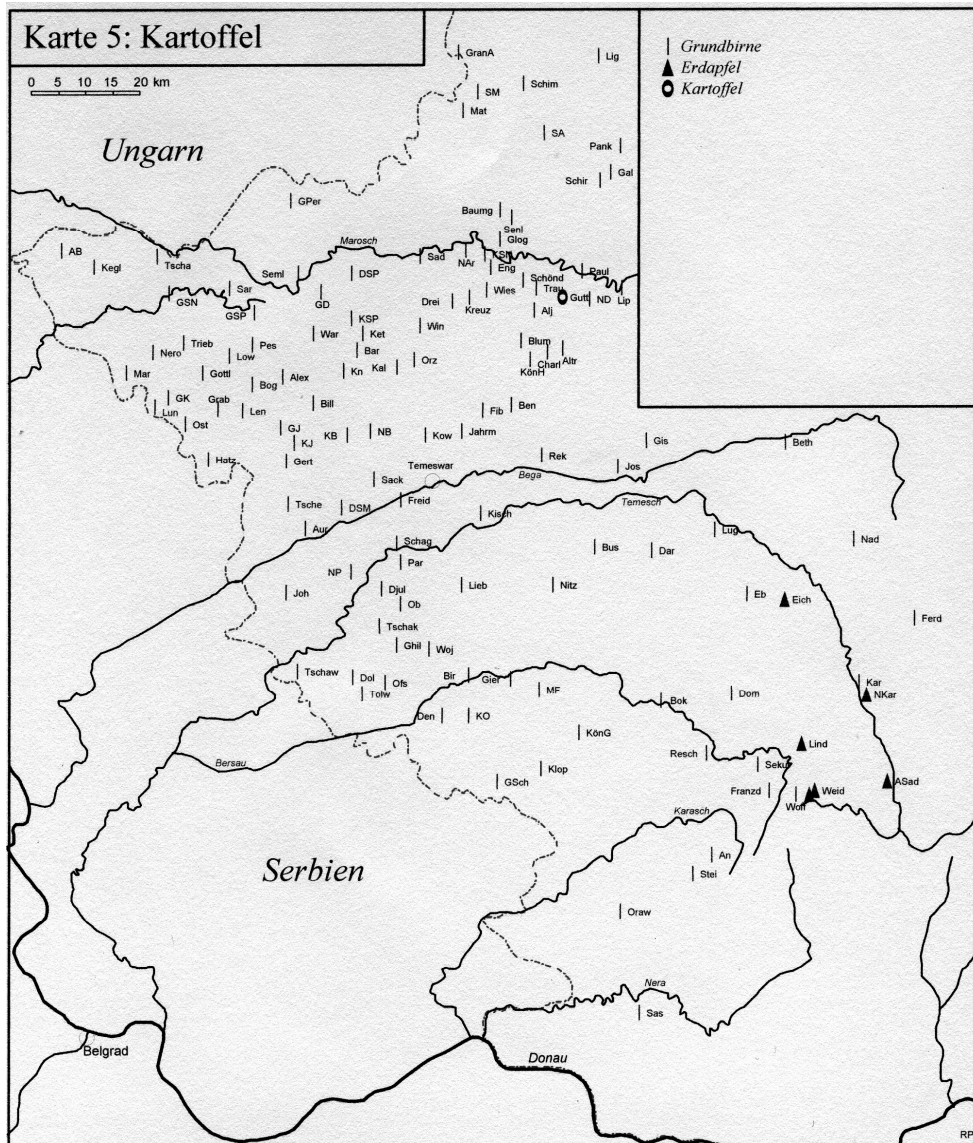 Karte 5: Kartoffel
0 5 10 15 20 km
Grundbirne
Erdapfel
Kartoffel
GranA
Lig
SM
Schim
Mat
Ungarn
SA
Pank
Gal
Schir
GPer
Baumg
Glog
Marosch
AB
Kegl
Tscha
Seml
DSP
Sad
NAr
Eng
Schönd
Paul
Sar
GSN
GSP
GD
Drei
Kreuz
Wies
Trau
Gutt
ND
Lip
Alj
KSP
Win
War
Ket
Trieb
Pes
Nero
Low
Bar
Orz
Blum
Charl
Altr
KönH
Mar
Gottl
Bog
Alex
Kn
Kal
GK
Grab
Lun
Len
Bill
Fib
Ben
Ost
GJ
KJ
KB
NB
Kow
Jahrm
Gis
Beth
Hatz
Gert
Temeswar
Rek
Jos
Sack
Bega
Tsche
DSM
Freid
Kisch
Temesch
Aur
Lug
Nad
Schag
Par
Bus
Dar
NP
Joh
Djul
Lieb
Nitz
Eb
Eich
Ob
Ferd
Tschak
Ghil
Woj
Tschaw
Dol
Ofs
Bir
Gier
MF
Tolw
Bok
Dom
Kar
NKar
Den
KO
KönG
Lind
Bersau
Resch
Seku
Klop
GSch
Franzd
Wolf
Weid
ASad
Karasch
Serbien
An
Stei
Oraw
Nera
Sas
Belgrad
Donau
RP